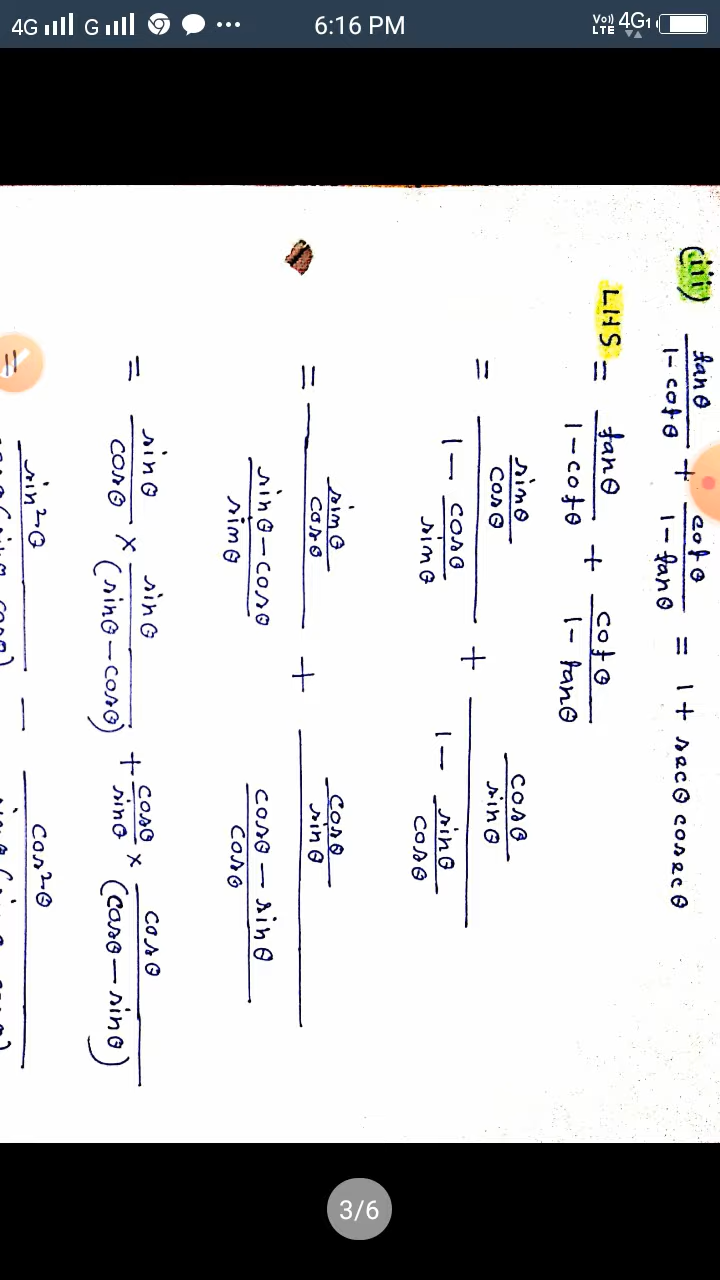 4G G ... 6:16 PM Vo)) LTE 4G1
(iii) tanθ/(1-cotθ) + cotθ/(1-tanθ) = 1 + secθ cosecθ
LHS = tanθ/(1-cotθ) + cotθ/(1-tanθ)
= (sinθ/cosθ)/(1 - cosθ/sinθ) + (cosθ/sinθ)/(1 - sinθ/cosθ)
= (sinθ/cosθ)/((sinθ-cosθ)/sinθ) + (cosθ/sinθ)/((cosθ-sinθ)/cosθ)
= sinθ/cosθ × sinθ/(sinθ-cosθ) + cosθ/sinθ × cosθ/(cosθ-sinθ)
= sin²θ — cos²θ
3/6